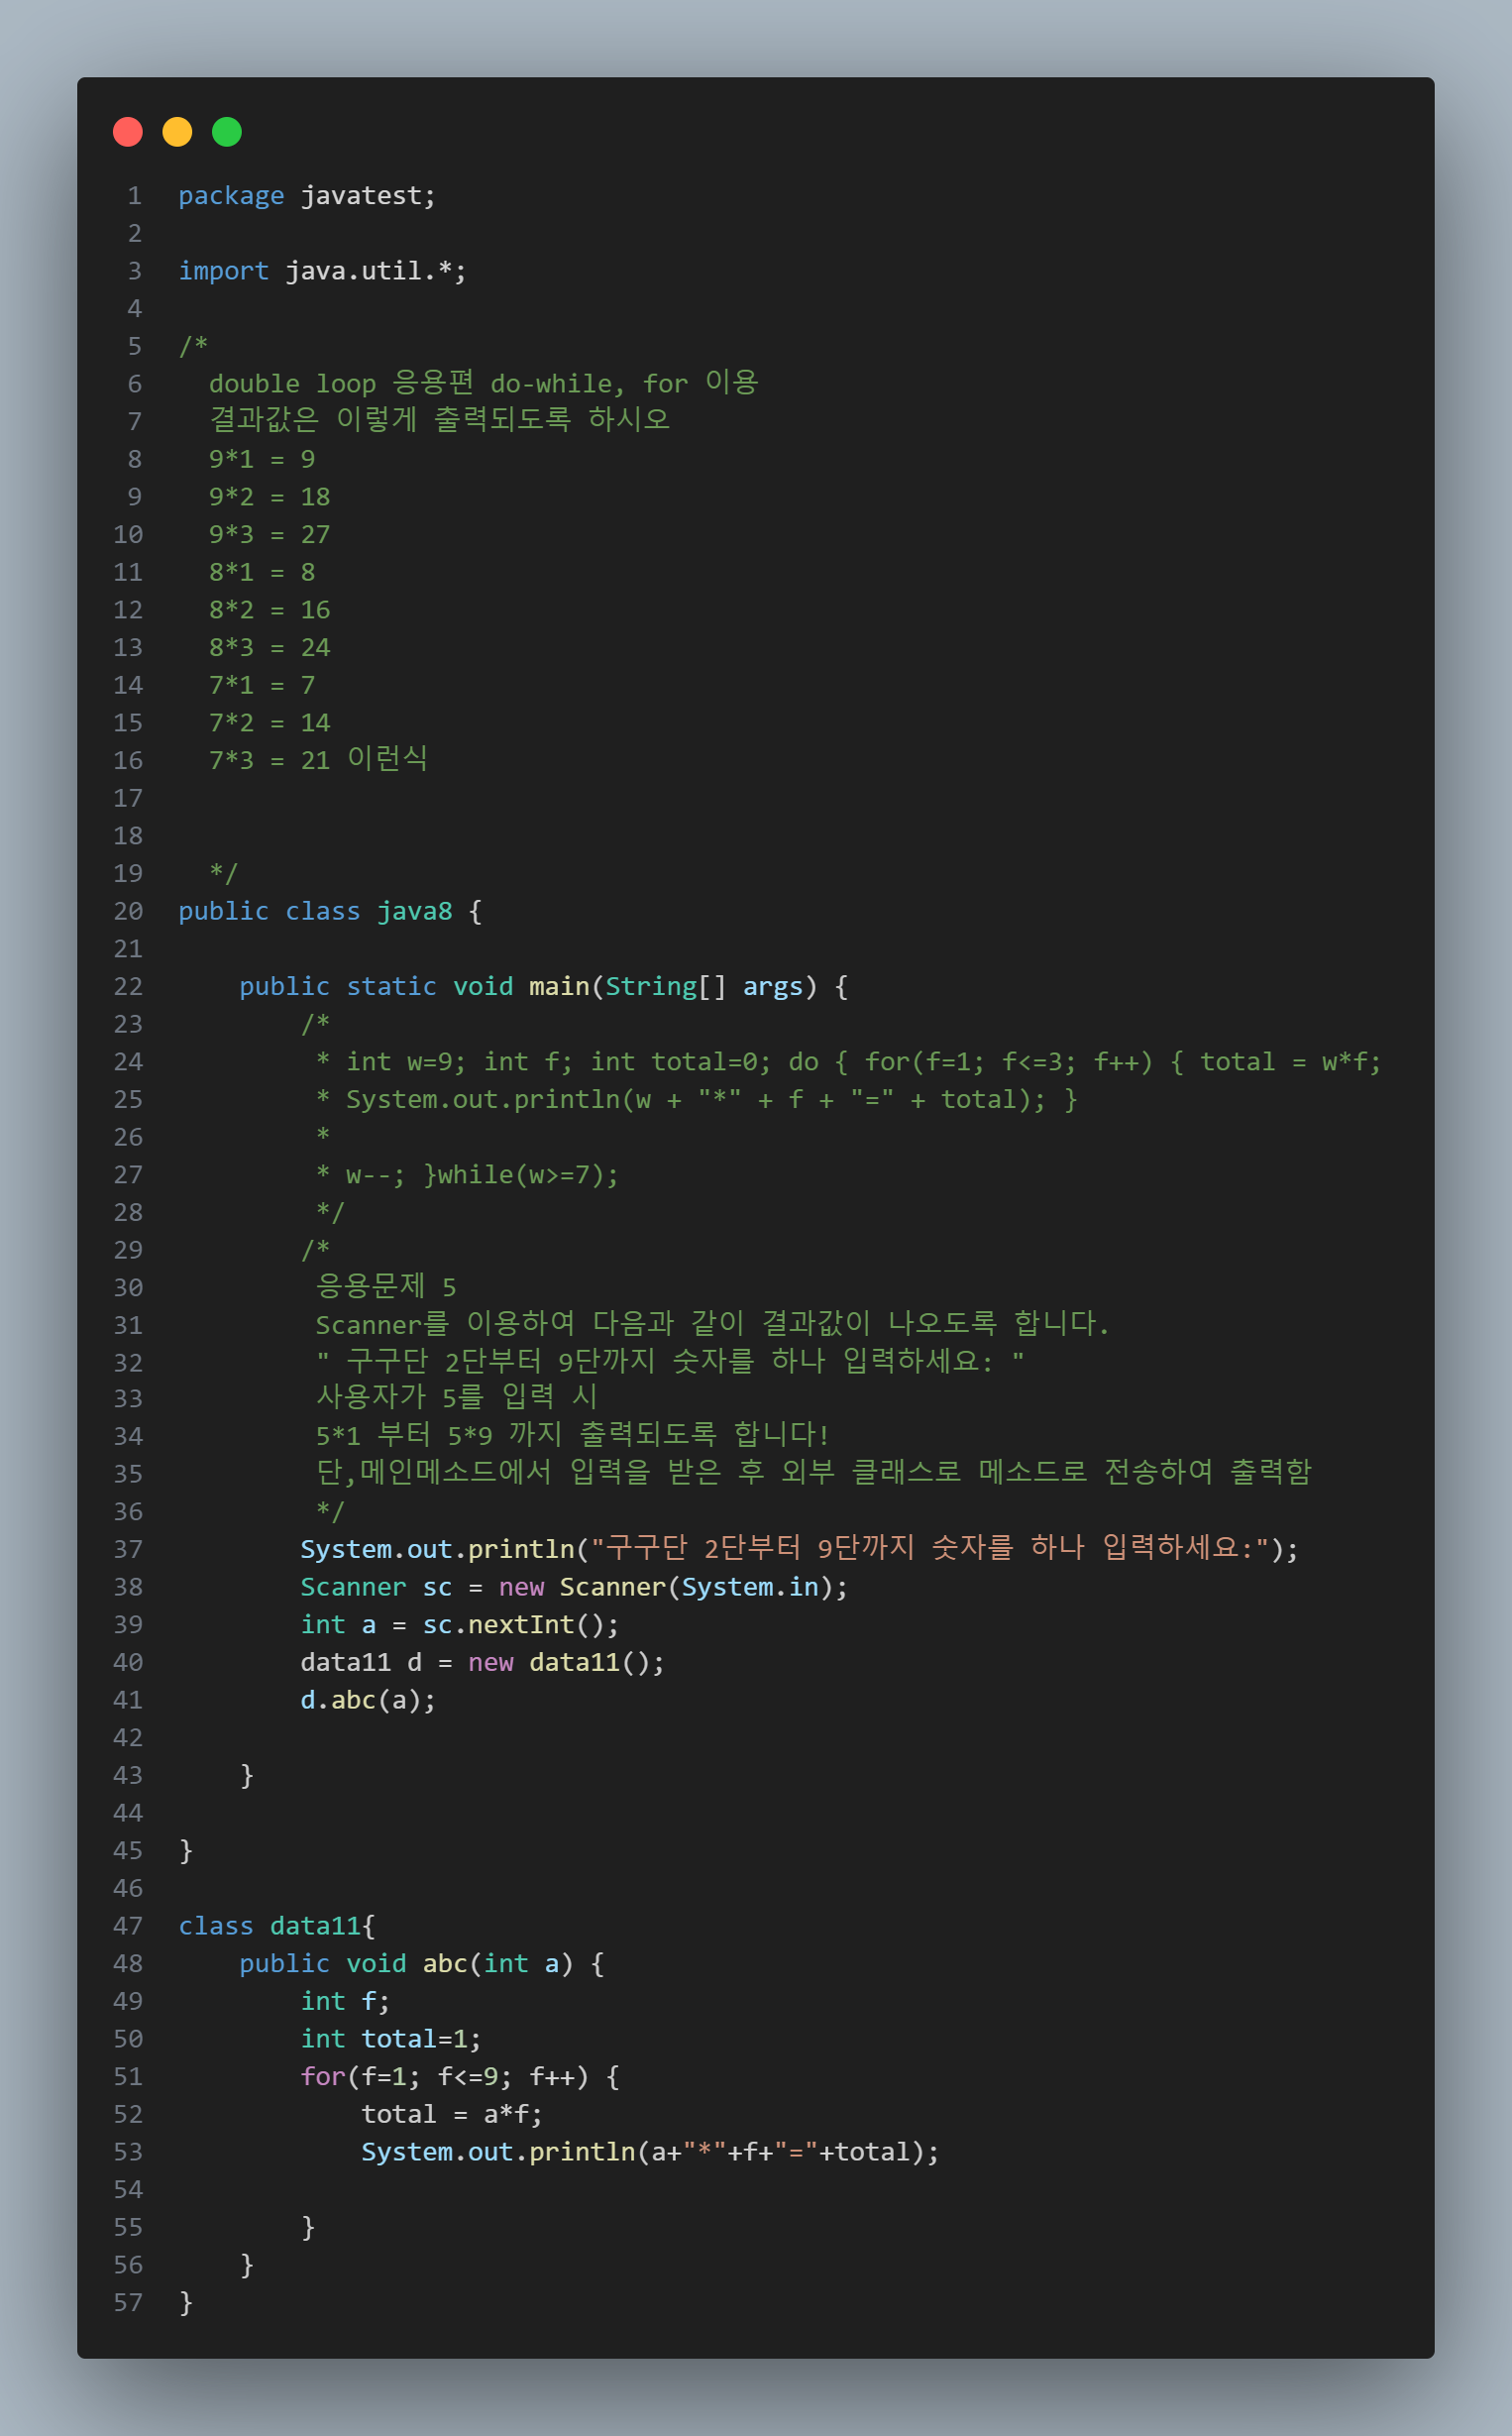 1 package javatest;
2
3 import java.util.*;
4
5 /*
6   double loop 응용편 do-while, for 이용
7   결과값은 이렇게 출력되도록 하시오
8   9*1 = 9
9   9*2 = 18
10   9*3 = 27
11   8*1 = 8
12   8*2 = 16
13   8*3 = 24
14   7*1 = 7
15   7*2 = 14
16   7*3 = 21 이런식
17
18
19   */
20 public class java8 {
21
22     public static void main(String[] args) {
23         /*
24          * int w=9; int f; int total=0; do { for(f=1; f<=3; f++) { total = w*f;
25          * System.out.println(w + "*" + f + "=" + total); }
26          *
27          * w--; }while(w>=7);
28          */
29         /*
30          응용문제 5
31          Scanner를 이용하여 다음과 같이 결과값이 나오도록 합니다.
32          " 구구단 2단부터 9단까지 숫자를 하나 입력하세요: "
33          사용자가 5를 입력 시
34          5*1 부터 5*9 까지 출력되도록 합니다!
35          단,메인메소드에서 입력을 받은 후 외부 클래스로 메소드로 전송하여 출력함
36          */
37         System.out.println("구구단 2단부터 9단까지 숫자를 하나 입력하세요:");
38         Scanner sc = new Scanner(System.in);
39         int a = sc.nextInt();
40         data11 d = new data11();
41         d.abc(a);
42
43     }
44
45 }
46
47 class data11{
48     public void abc(int a) {
49         int f;
50         int total=1;
51         for(f=1; f<=9; f++) {
52             total = a*f;
53             System.out.println(a+"*"+f+"="+total);
54
55         }
56     }
57 }